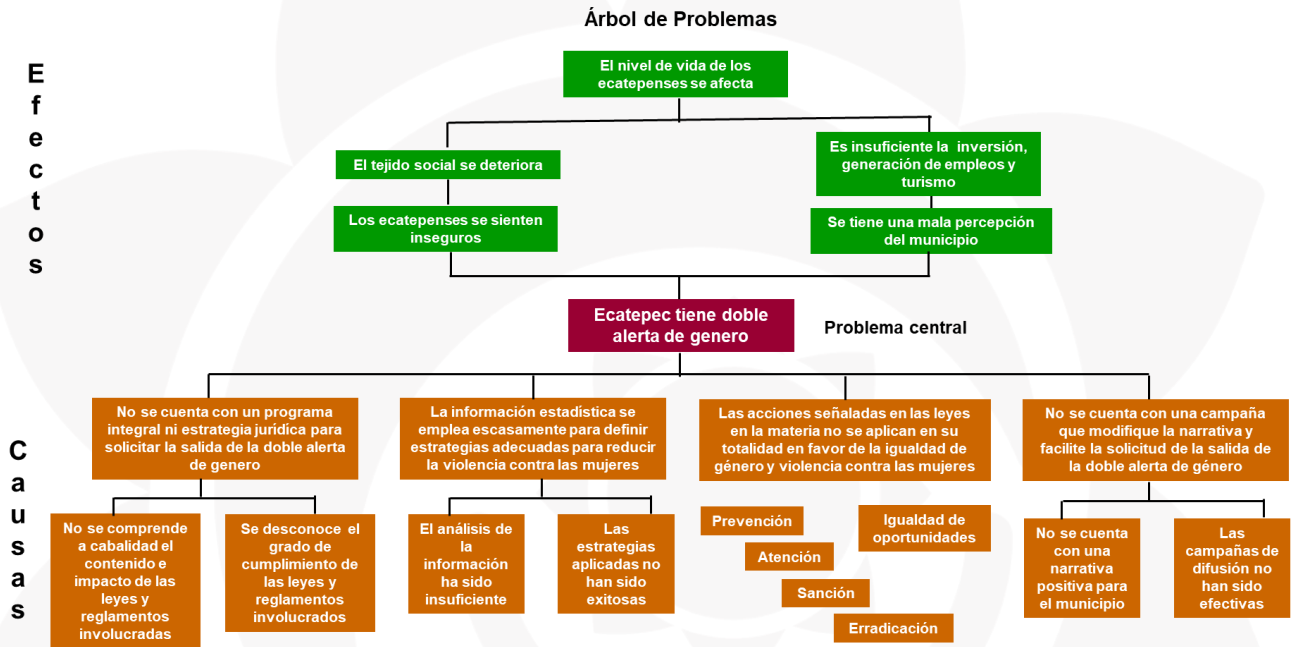 Árbol de Problemas
Efectos
El nivel de vida de los
ecatepenses se afecta
El tejido social se deteriora
Es insuficiente la inversión,
generación de empleos y
turismo
Los ecatepenses se sienten
inseguros
Se tiene una mala percepción
del municipio
Ecatepec tiene doble
alerta de genero
Problema central
Causas
No se cuenta con un programa
integral ni estrategia jurídica para
solicitar la salida de la doble alerta
de genero
La información estadística se
emplea escasamente para definir
estrategias adecuadas para reducir
la violencia contra las mujeres
Las acciones señaladas en las leyes
en la materia no se aplican en su
totalidad en favor de la igualdad de
género y violencia contra las mujeres
No se cuenta con una campaña
que modifique la narrativa y
facilite la solicitud de la salida de
la doble alerta de género
No se comprende
a cabalidad el
contenido e
impacto de las
leyes y
reglamentos
involucradas
Se desconoce el
grado de
cumplimiento de
las leyes y
reglamentos
involucrados
El análisis de
la
información
ha sido
insuficiente
Las
estrategias
aplicadas no
han sido
exitosas
Prevención
Igualdad de
oportunidades
Atención
Sanción
Erradicación
No se cuenta
con una
narrativa
positiva para
el municipio
Las
campañas de
difusión no
han sido
efectivas